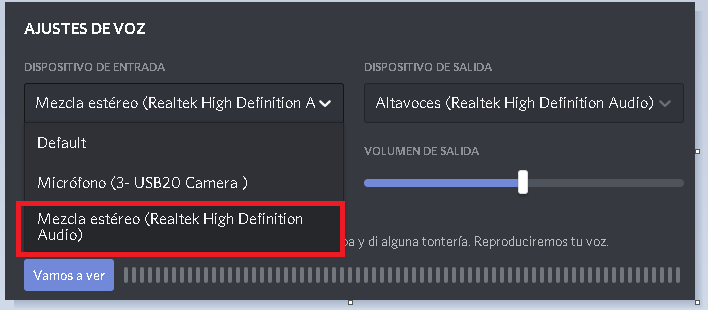 AJUSTES DE VOZ
DISPOSITIVO DE ENTRADA
DISPOSITIVO DE SALIDA
Mezcla estéreo (Realtek High Definition A
Altavoces (Realtek High Definition Audio)
Default
VOLUMEN DE SALIDA
Micrófono (3- USB20 Camera )
Mezcla estéreo (Realtek High Definition
Audio)
y di alguna tontería. Reproduciremos tu voz.
Vamos a ver